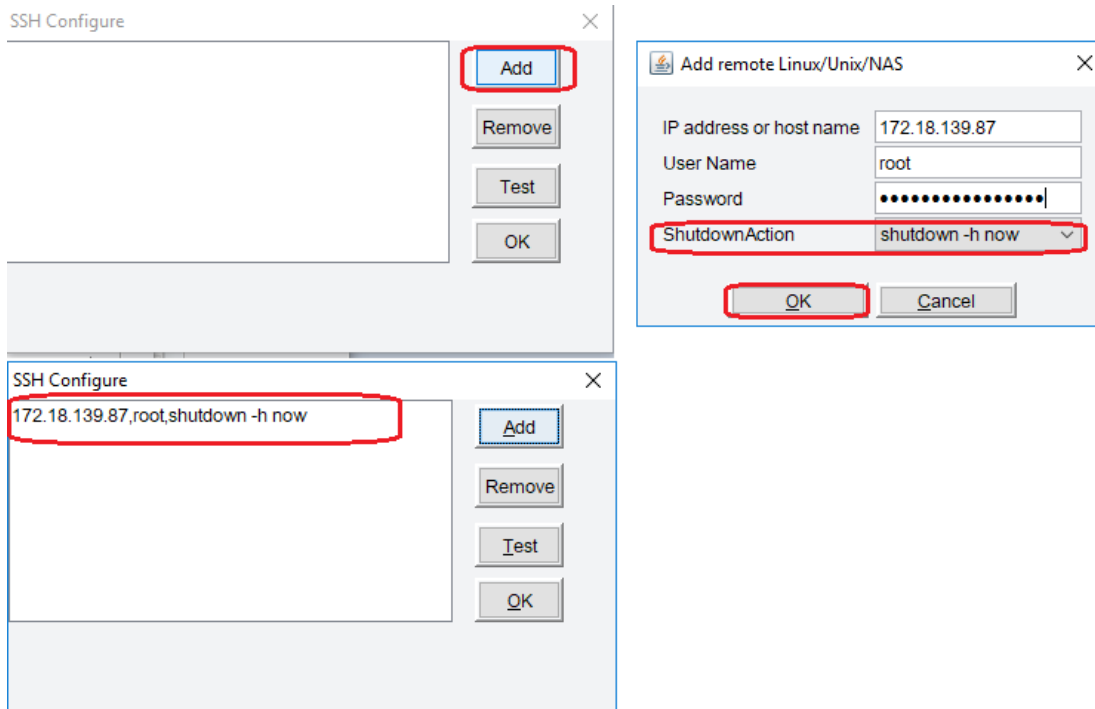 SSH Configure
Add
Remove
Test
OK
Add remote Linux/Unix/NAS
IP address or host name 172.18.139.87
User Name root
Password ••••••••••••••••
ShutdownAction shutdown -h now
OK Cancel
SSH Configure
172.18.139.87,root,shutdown -h now
Add
Remove
Test
OK